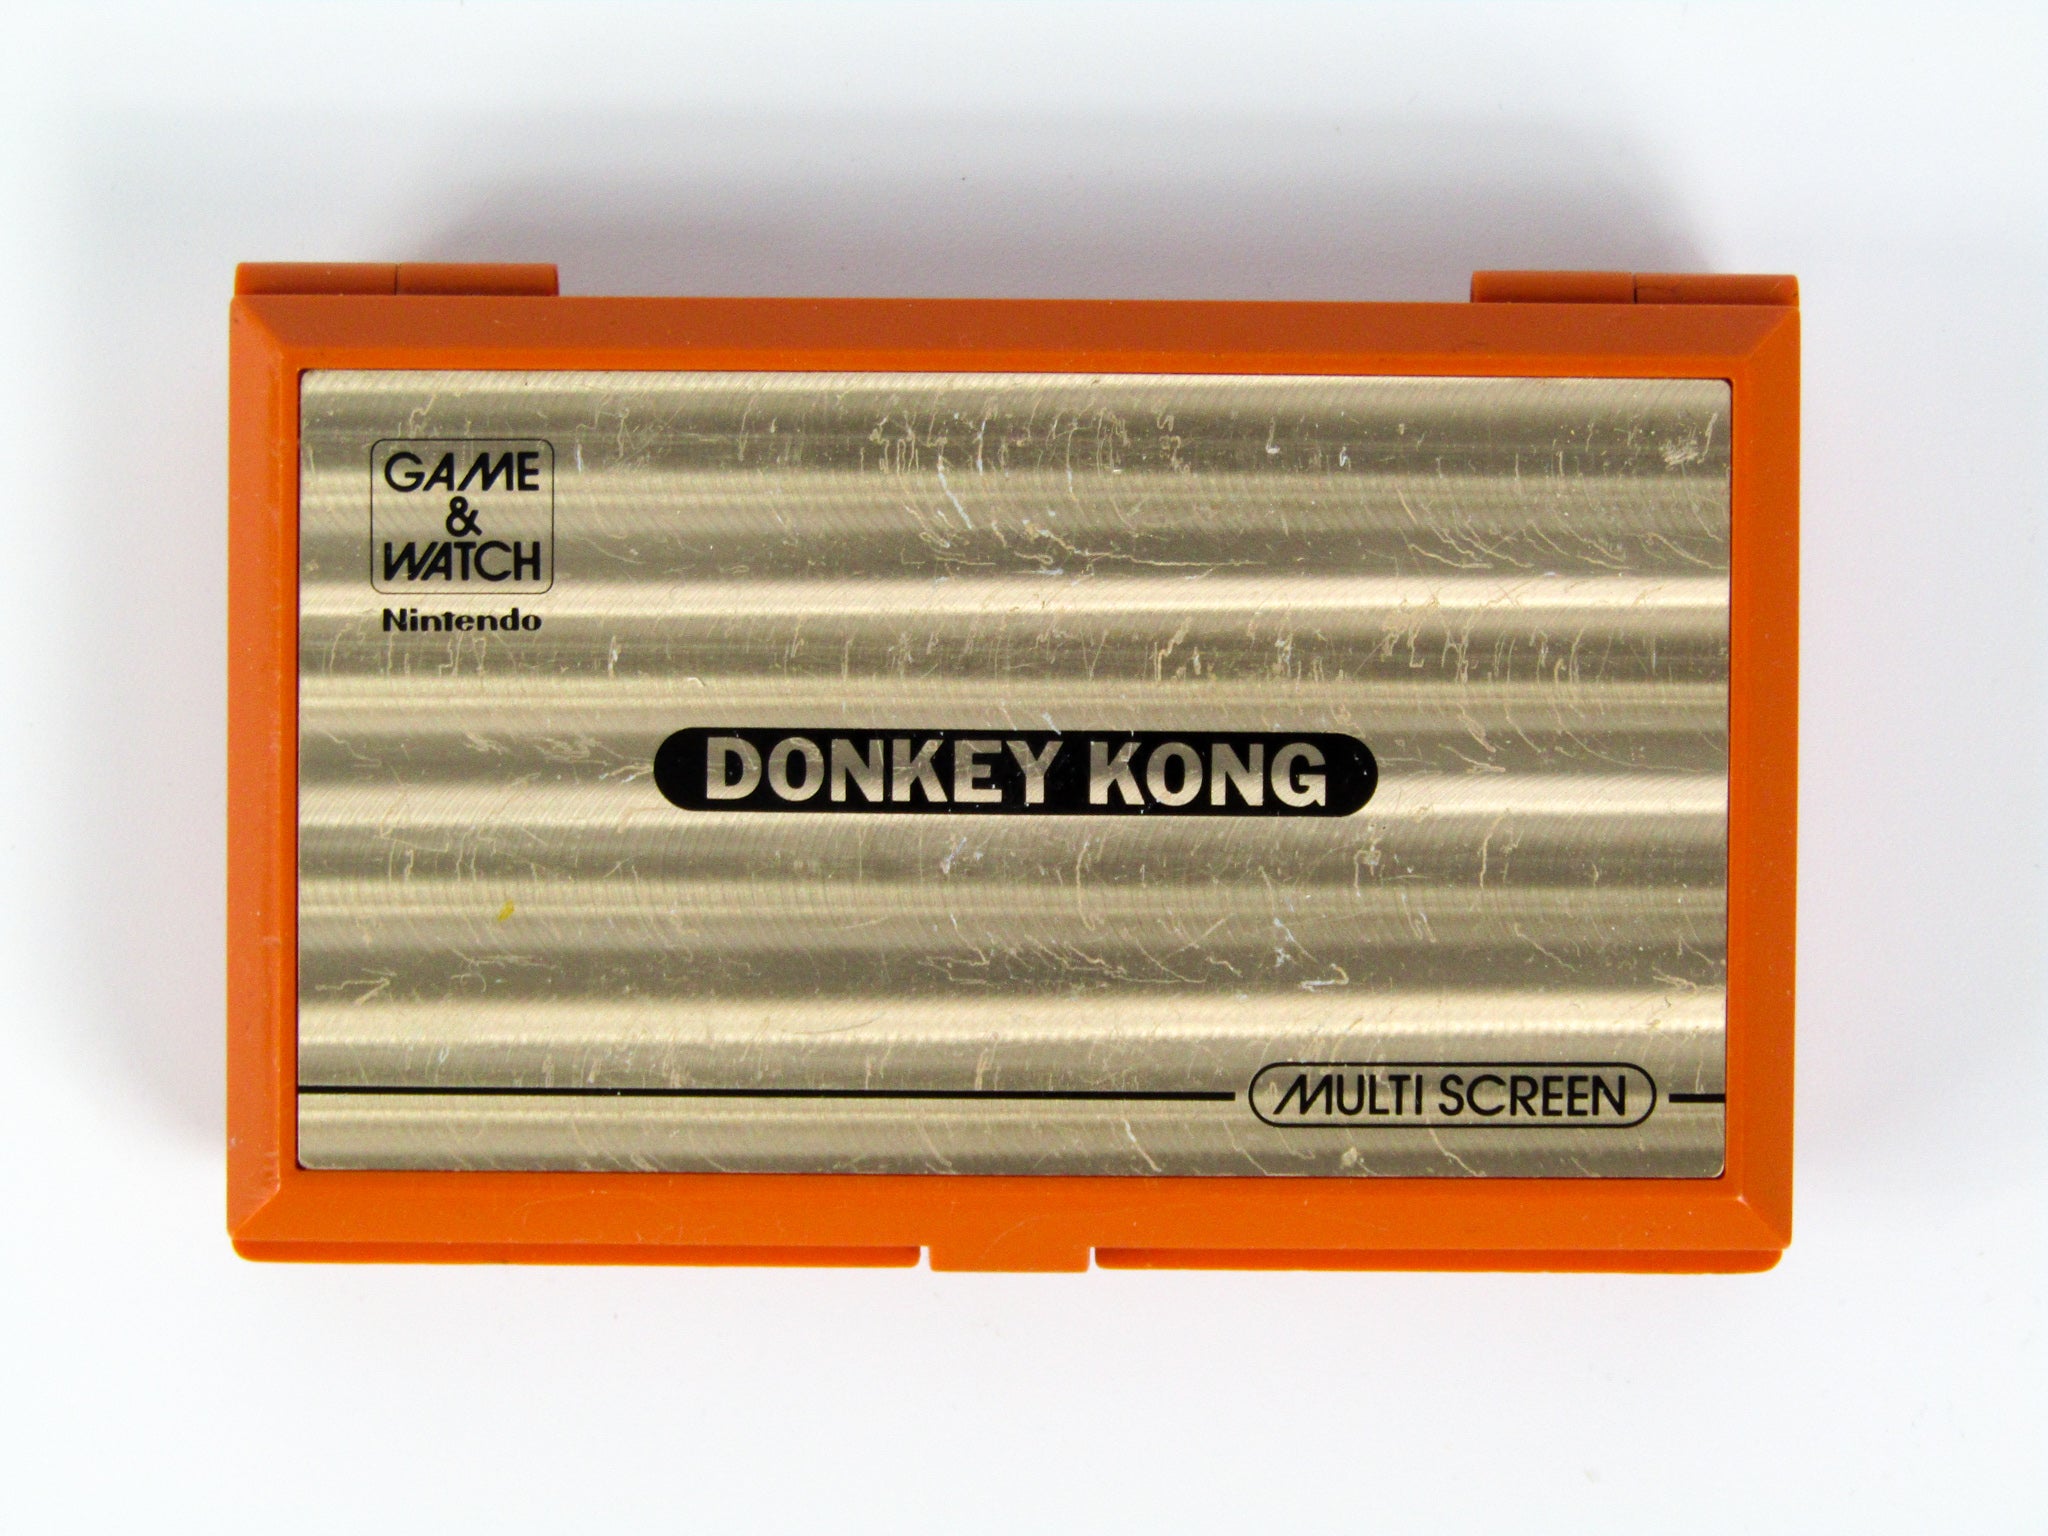 GAME
&
WATCH
Nintendo
DONKEY KONG
MULTI SCREEN